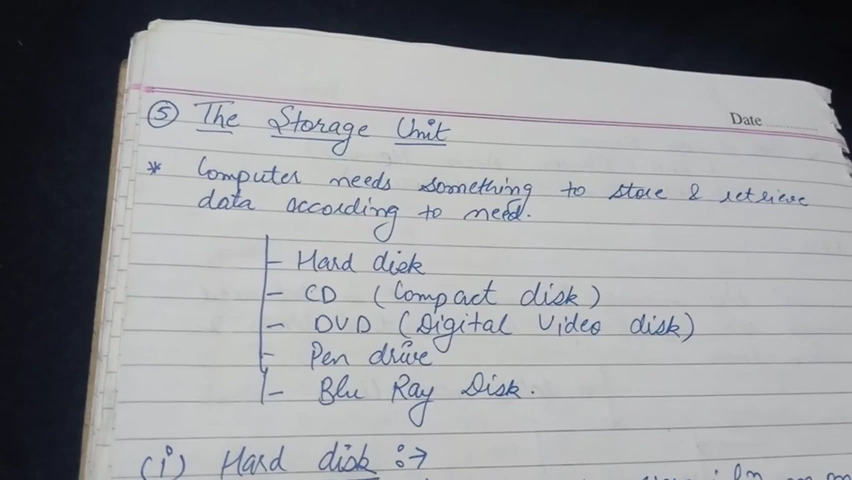 Date
⑤ The Storage Unit
* Computer needs something to store & retrieve
data according to need.
- Hard disk
- CD (Compact disk)
- DVD (Digital Video disk)
- Pen drive
- Blu Ray Disk.
(i) Hard disk :→